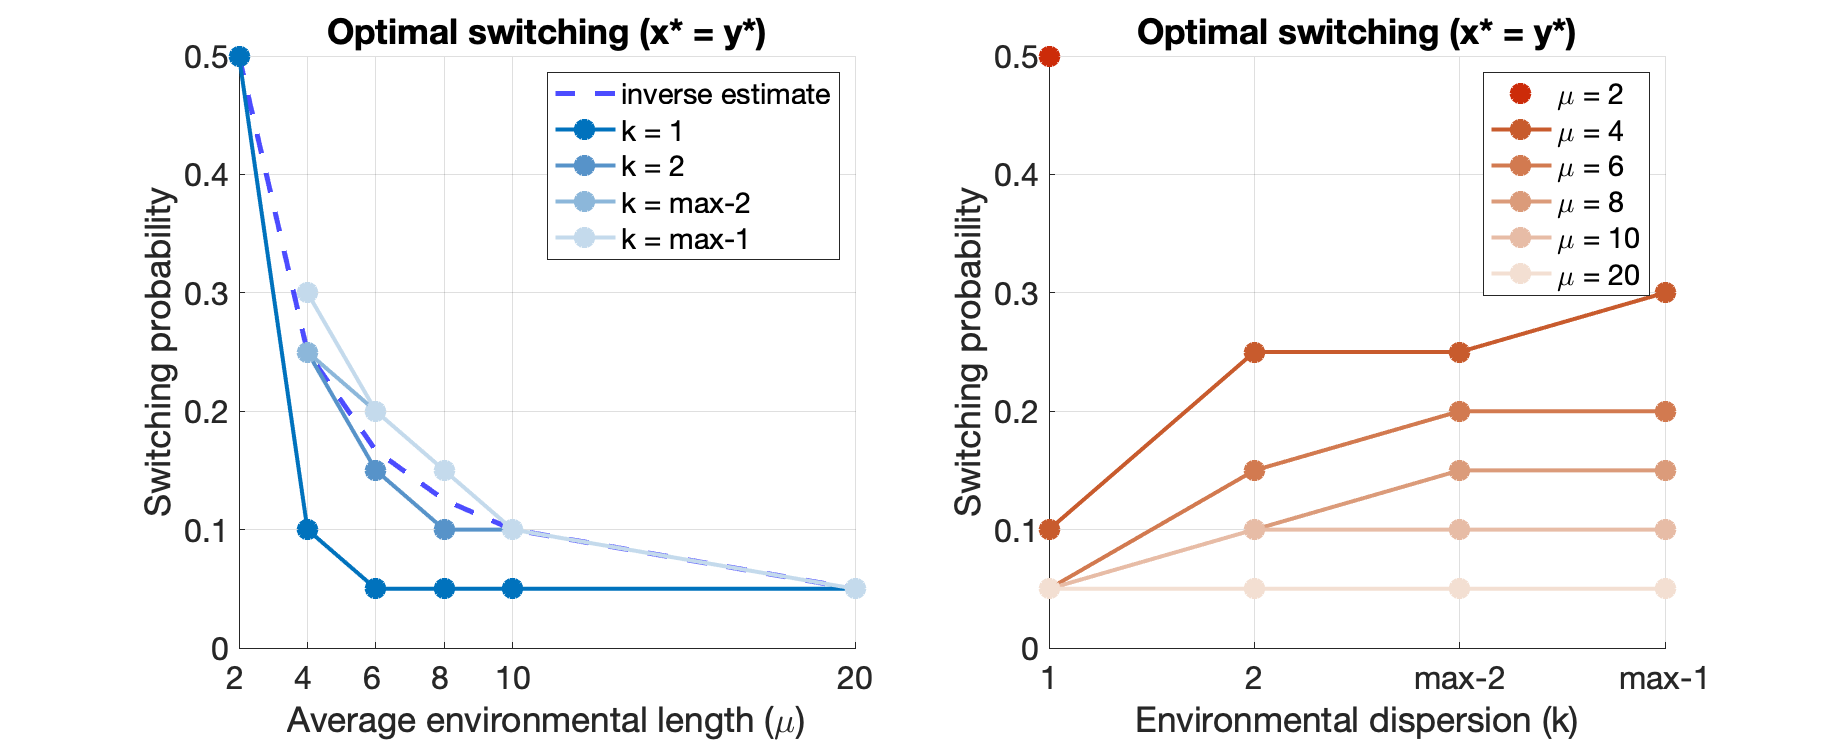 Optimal switching (x* = y*)
0.5
0.4
0.3
0.2
0.1
0
Switching probability
inverse estimate
k = 1
k = 2
k = max-2
k = max-1
2 4 6 8 10 20
Average environmental length (μ)
Optimal switching (x* = y*)
0.5
0.4
0.3
0.2
0.1
0
Switching probability
μ = 2
μ = 4
μ = 6
μ = 8
μ = 10
μ = 20
1 2 max-2 max-1
Environmental dispersion (k)